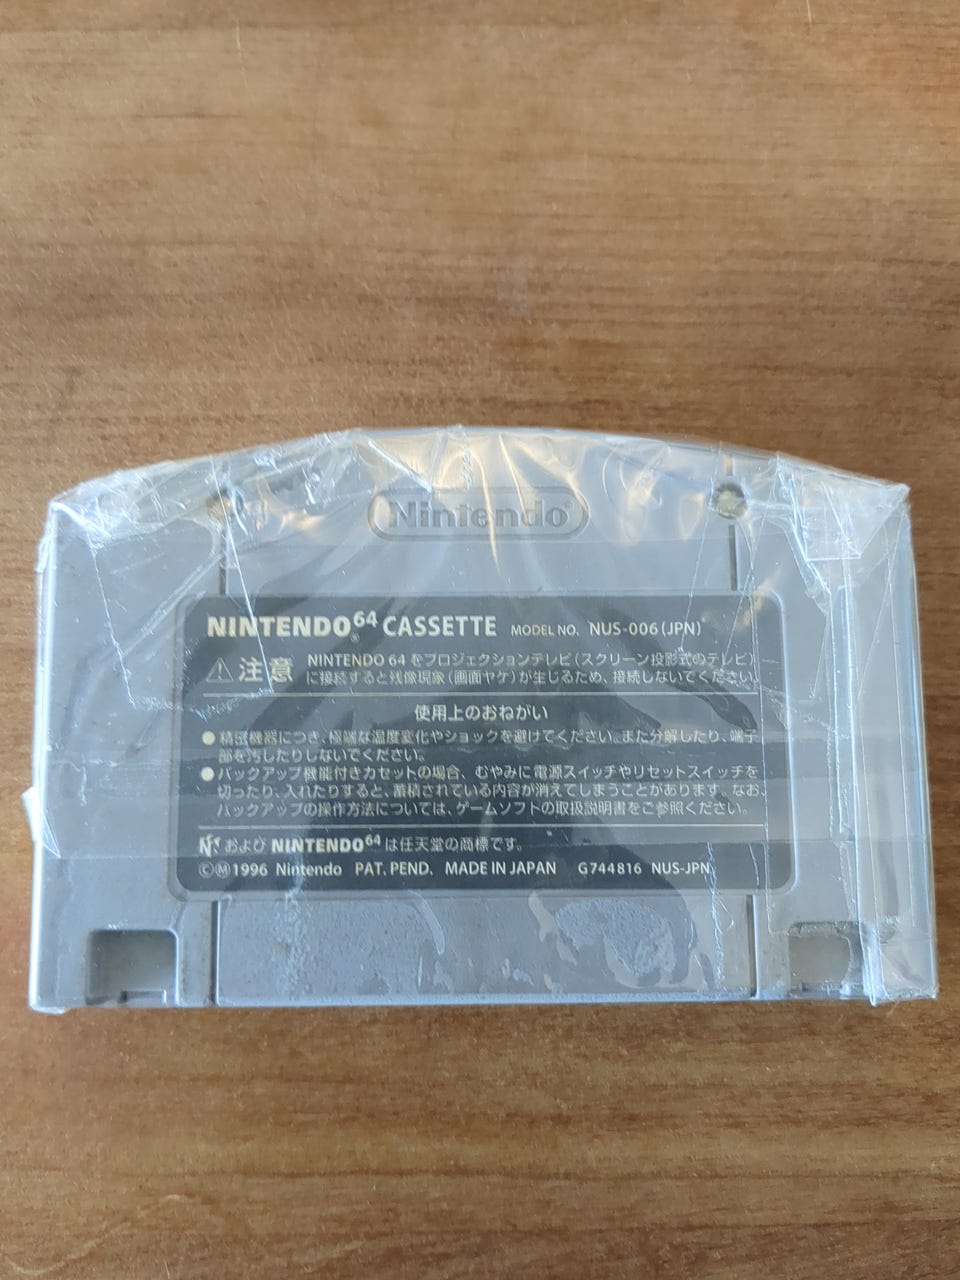 Nintendo®
NINTENDO®64 CASSETTE MODEL NO. NUS-006(JPN)
⚠注意 NINTENDO 64をプロジェクションテレビ(スクリーン投影式のテレビ)
に接続すると残像現象(画面ヤケ)が生じるため、接続しないでください。
使用上のおねがい
●精密機器につき、極端な温度変化やショックを避けてください。また分解したり、端子
部を汚したりしないでください。
●バックアップ機能付きカセットの場合、むやみに電源スイッチやリセットスイッチを
切ったり、入れたりすると、蓄積されている内容が消えてしまうことがあります。なお、
バックアップの操作方法については、ゲームソフトの取扱説明書をご参照ください。
および NINTENDO64 は任天堂の商標です。
©Ⓜ1996 Nintendo PAT. PEND. MADE IN JAPAN G744816 NUS-JPN